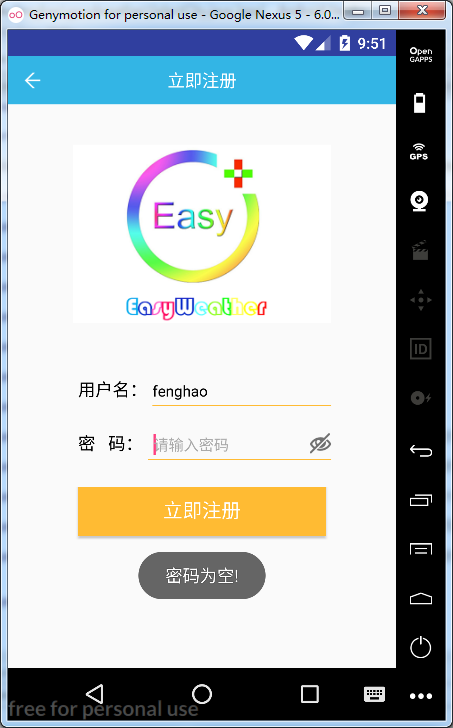 Genymotion for personal use - Google Nexus 5 - 6.0...
9:51
Open
GAPPS
立即注册
GPS
Easy
EasyWeather
ID
用户名： fenghao
密 码： 请输入密码
立即注册
密码为空!
free for personal use